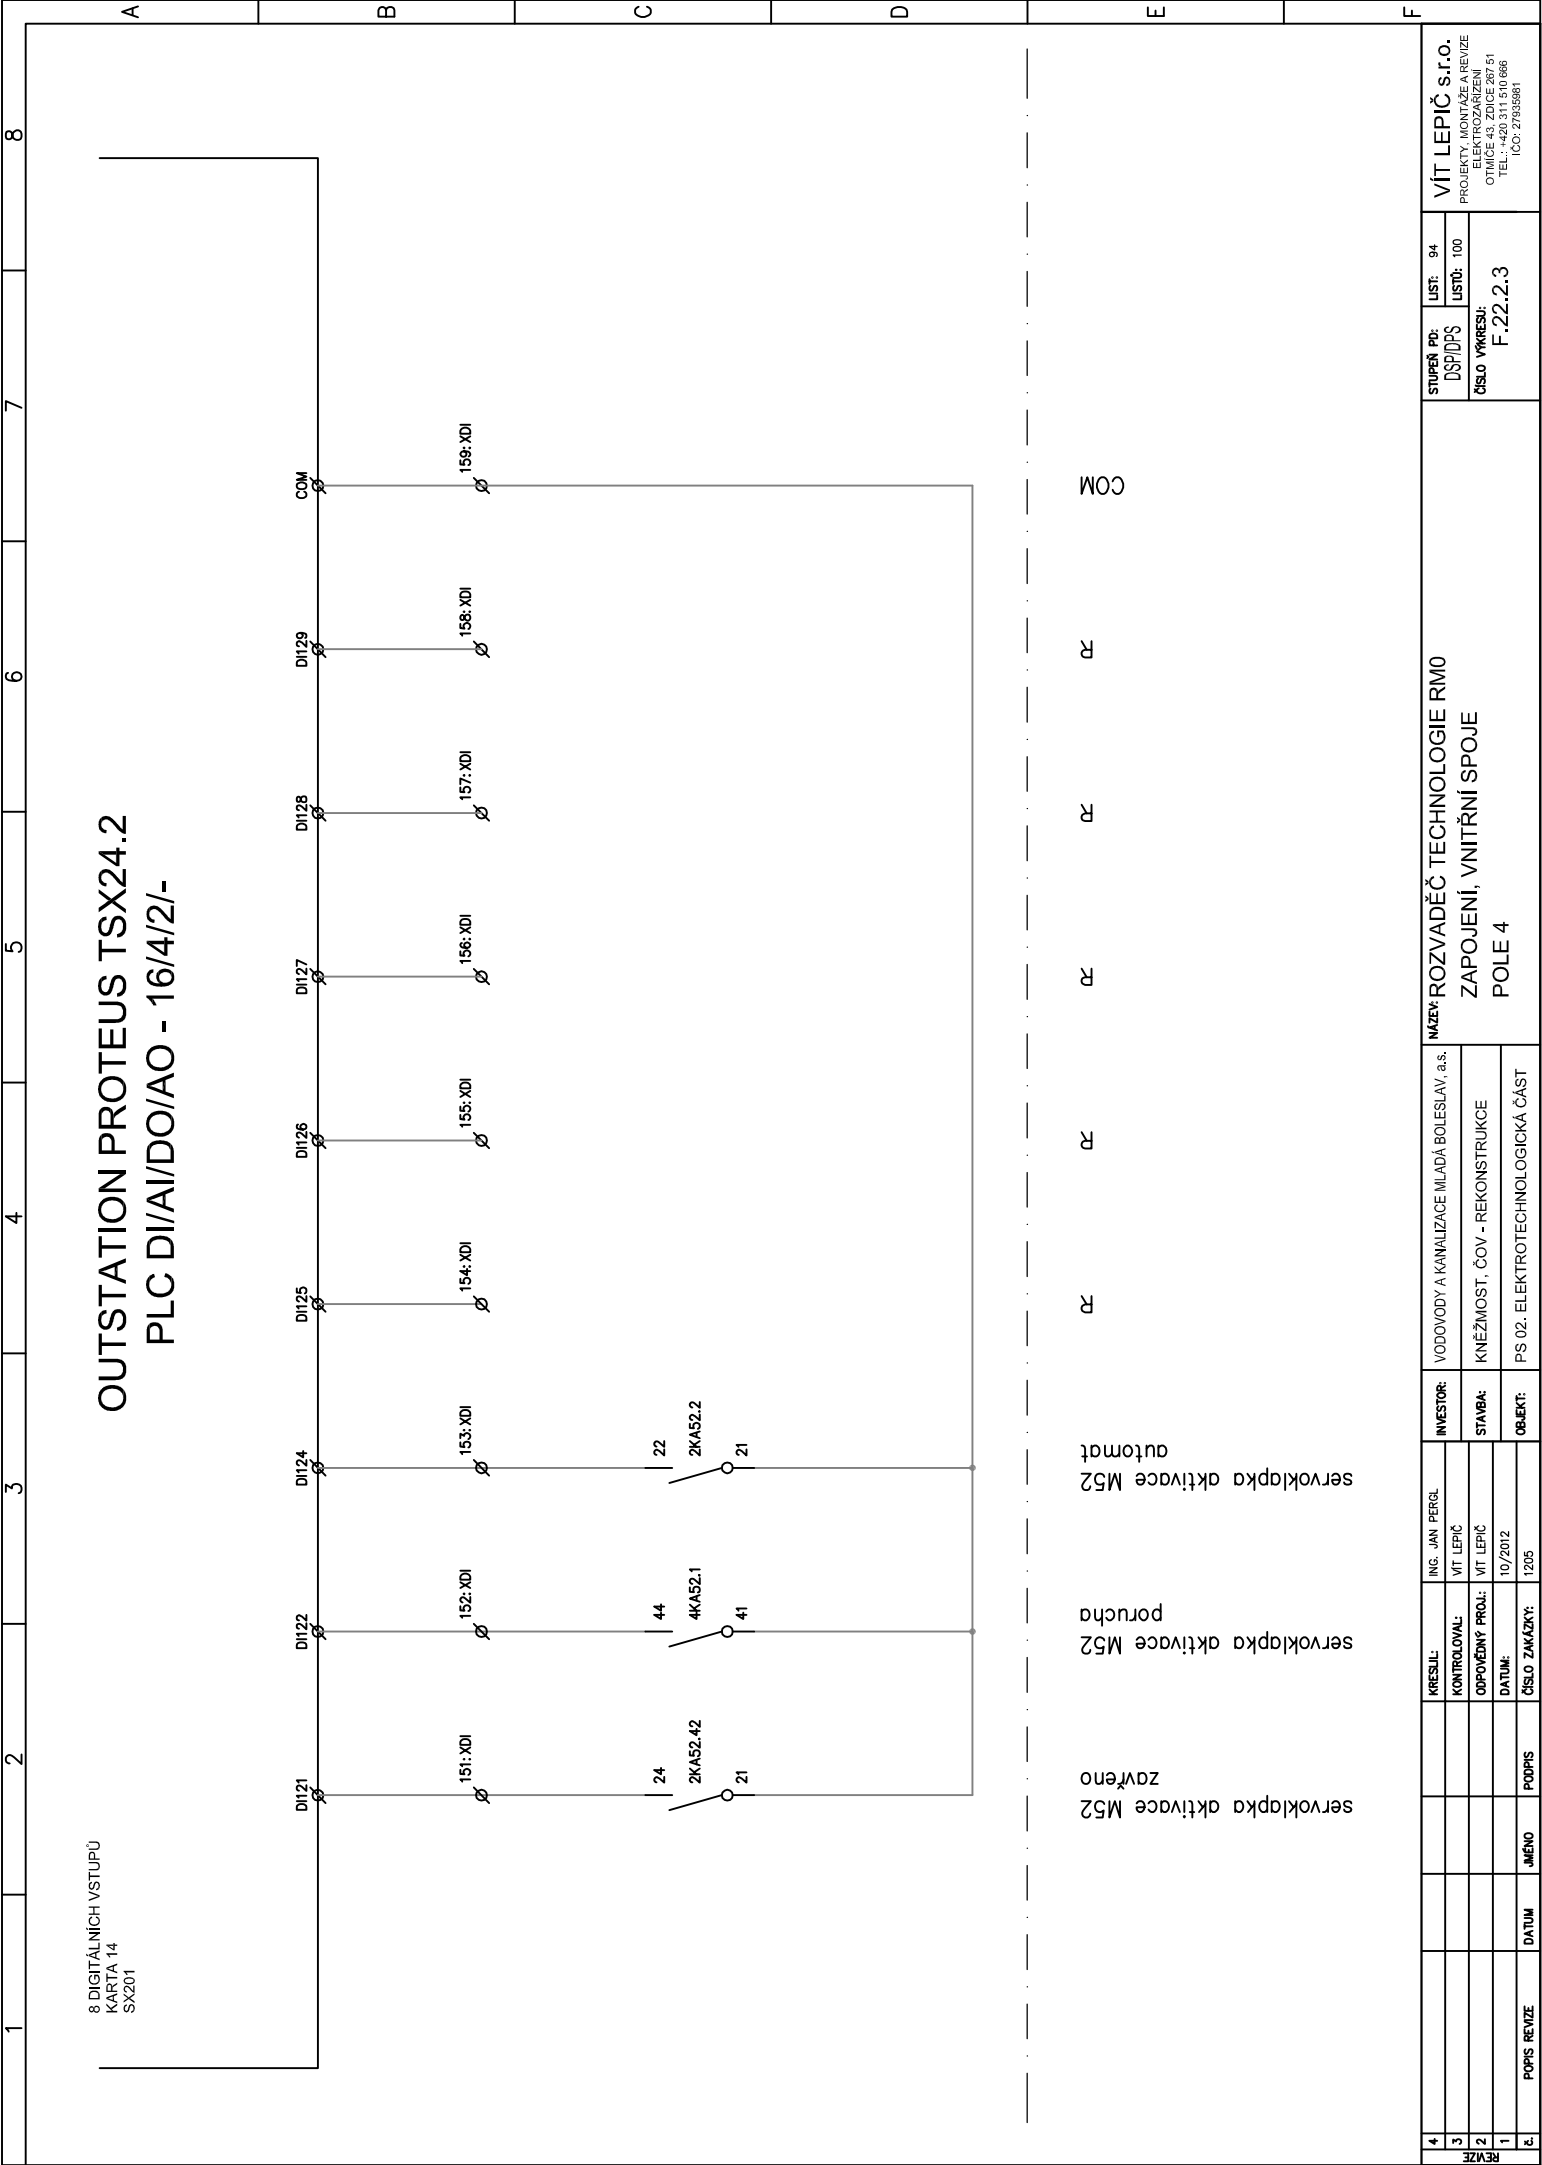 1 2 3 4 5 6 7 8
A
B
C
D
E
F
8 DIGITÁLNÍCH VSTUPŮ
KARTA 14
SX201
OUTSTATION PROTEUS TSX24.2
PLC DI/AI/DO/AO - 16/4/2/-
DI121 DI122 DI124 DI125 DI126 DI127 DI128 DI129 COM
151:XDI 152:XDI 153:XDI 154:XDI 155:XDI 156:XDI 157:XDI 158:XDI 159:XDI
24 44 22
2KA52.42 4KA52.1 2KA52.2
21 41 21
servoklapka aktivace M52
zavřeno
servoklapka aktivace M52
porucha
servoklapka aktivace M52
automat
R R R R R COM
REVIZE
4
3
2
1
č. POPIS REVIZE DATUM JMÉNO PODPIS
KRESLIL: ING. JAN PERGL
KONTROLOVAL: VÍT LEPIČ
ODPOVĚDNÝ PROJ.: VÍT LEPIČ
DATUM: 10/2012
ČÍSLO ZAKÁZKY: 1205
INVESTOR: VODOVODY A KANALIZACE MLADÁ BOLESLAV, a.s.
STAVBA: KNĚŽMOST, ČOV - REKONSTRUKCE
OBJEKT: PS 02. ELEKTROTECHNOLOGICKÁ ČÁST
NÁZEV: ROZVADĚČ TECHNOLOGIE RM0
ZAPOJENÍ, VNITŘNÍ SPOJE
POLE 4
STUPEŇ PD: DSP/DPS
LIST: 94
LISTŮ: 100
ČÍSLO VÝKRESU:
F.22.2.3
VÍT LEPIČ s.r.o.
PROJEKTY, MONTÁŽE A REVIZE
ELEKTROZAŘÍZENÍ
OTMÍČE 43, ZDICE 267 51
TEL.: +420 311 510 666
IČO: 27935981